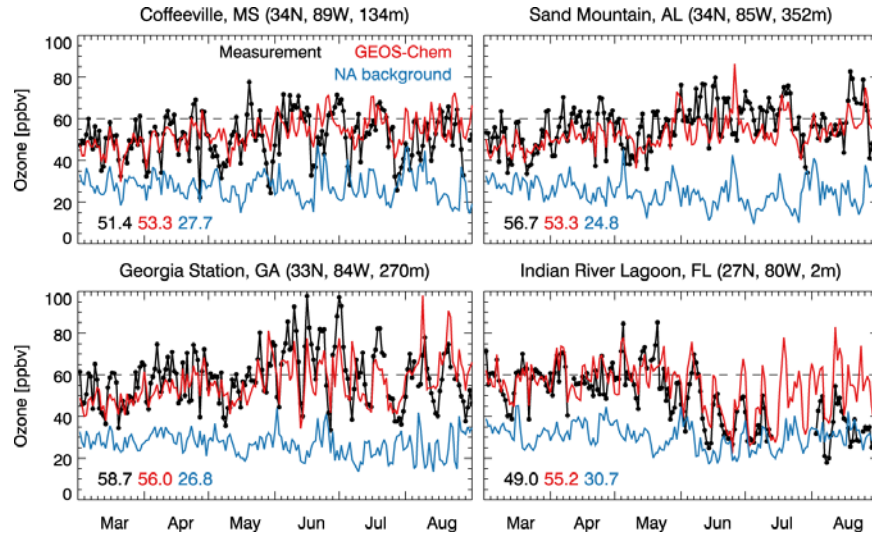 Coffeeville, MS (34N, 89W, 134m)
Sand Mountain, AL (34N, 85W, 352m)
Measurement GEOS-Chem
NA background
Ozone [ppbv]
100
80
60
40
20
0
51.4 53.3 27.7
56.7 53.3 24.8
Georgia Station, GA (33N, 84W, 270m)
Indian River Lagoon, FL (27N, 80W, 2m)
Ozone [ppbv]
100
80
60
40
20
0
58.7 56.0 26.8
49.0 55.2 30.7
Mar Apr May Jun Jul Aug
Mar Apr May Jun Jul Aug